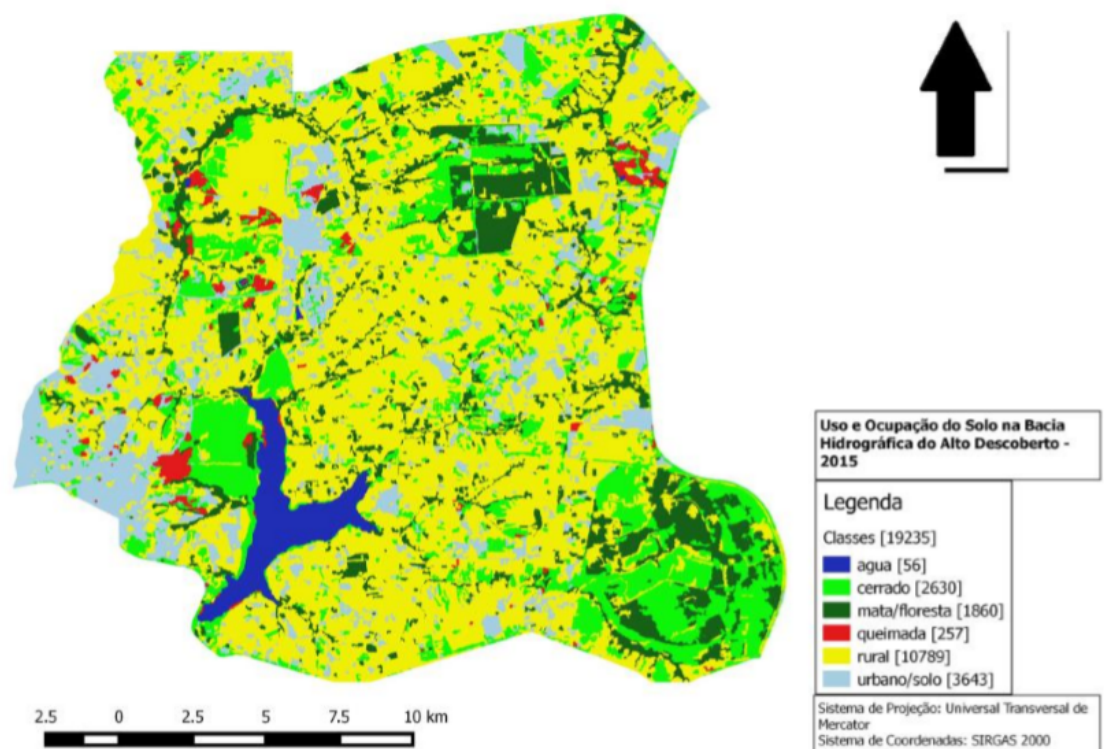 Uso e Ocupação do Solo na Bacia
Hidrográfica do Alto Descoberto -
2015
Legenda
Classes [19235]
agua [56]
cerrado [2630]
mata/floresta [1860]
queimada [257]
rural [10789]
urbano/solo [3643]
Sistema de Projeção: Universal Transversal de
Mercator
Sistema de Coordenadas: SIRGAS 2000
2.5 0 2.5 5 7.5 10 km